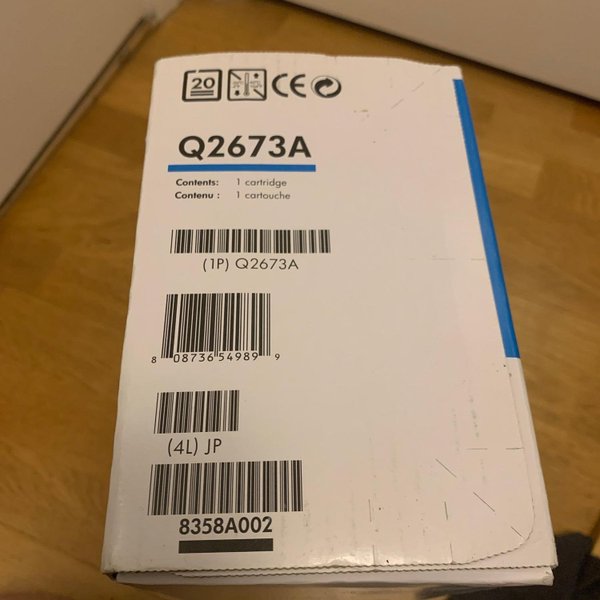 20
CE
Q2673A
Contents: 1 cartridge
Contenu : 1 cartouche
(1P) Q2673A
8 08736 54989 9
(4L) JP
8358A002